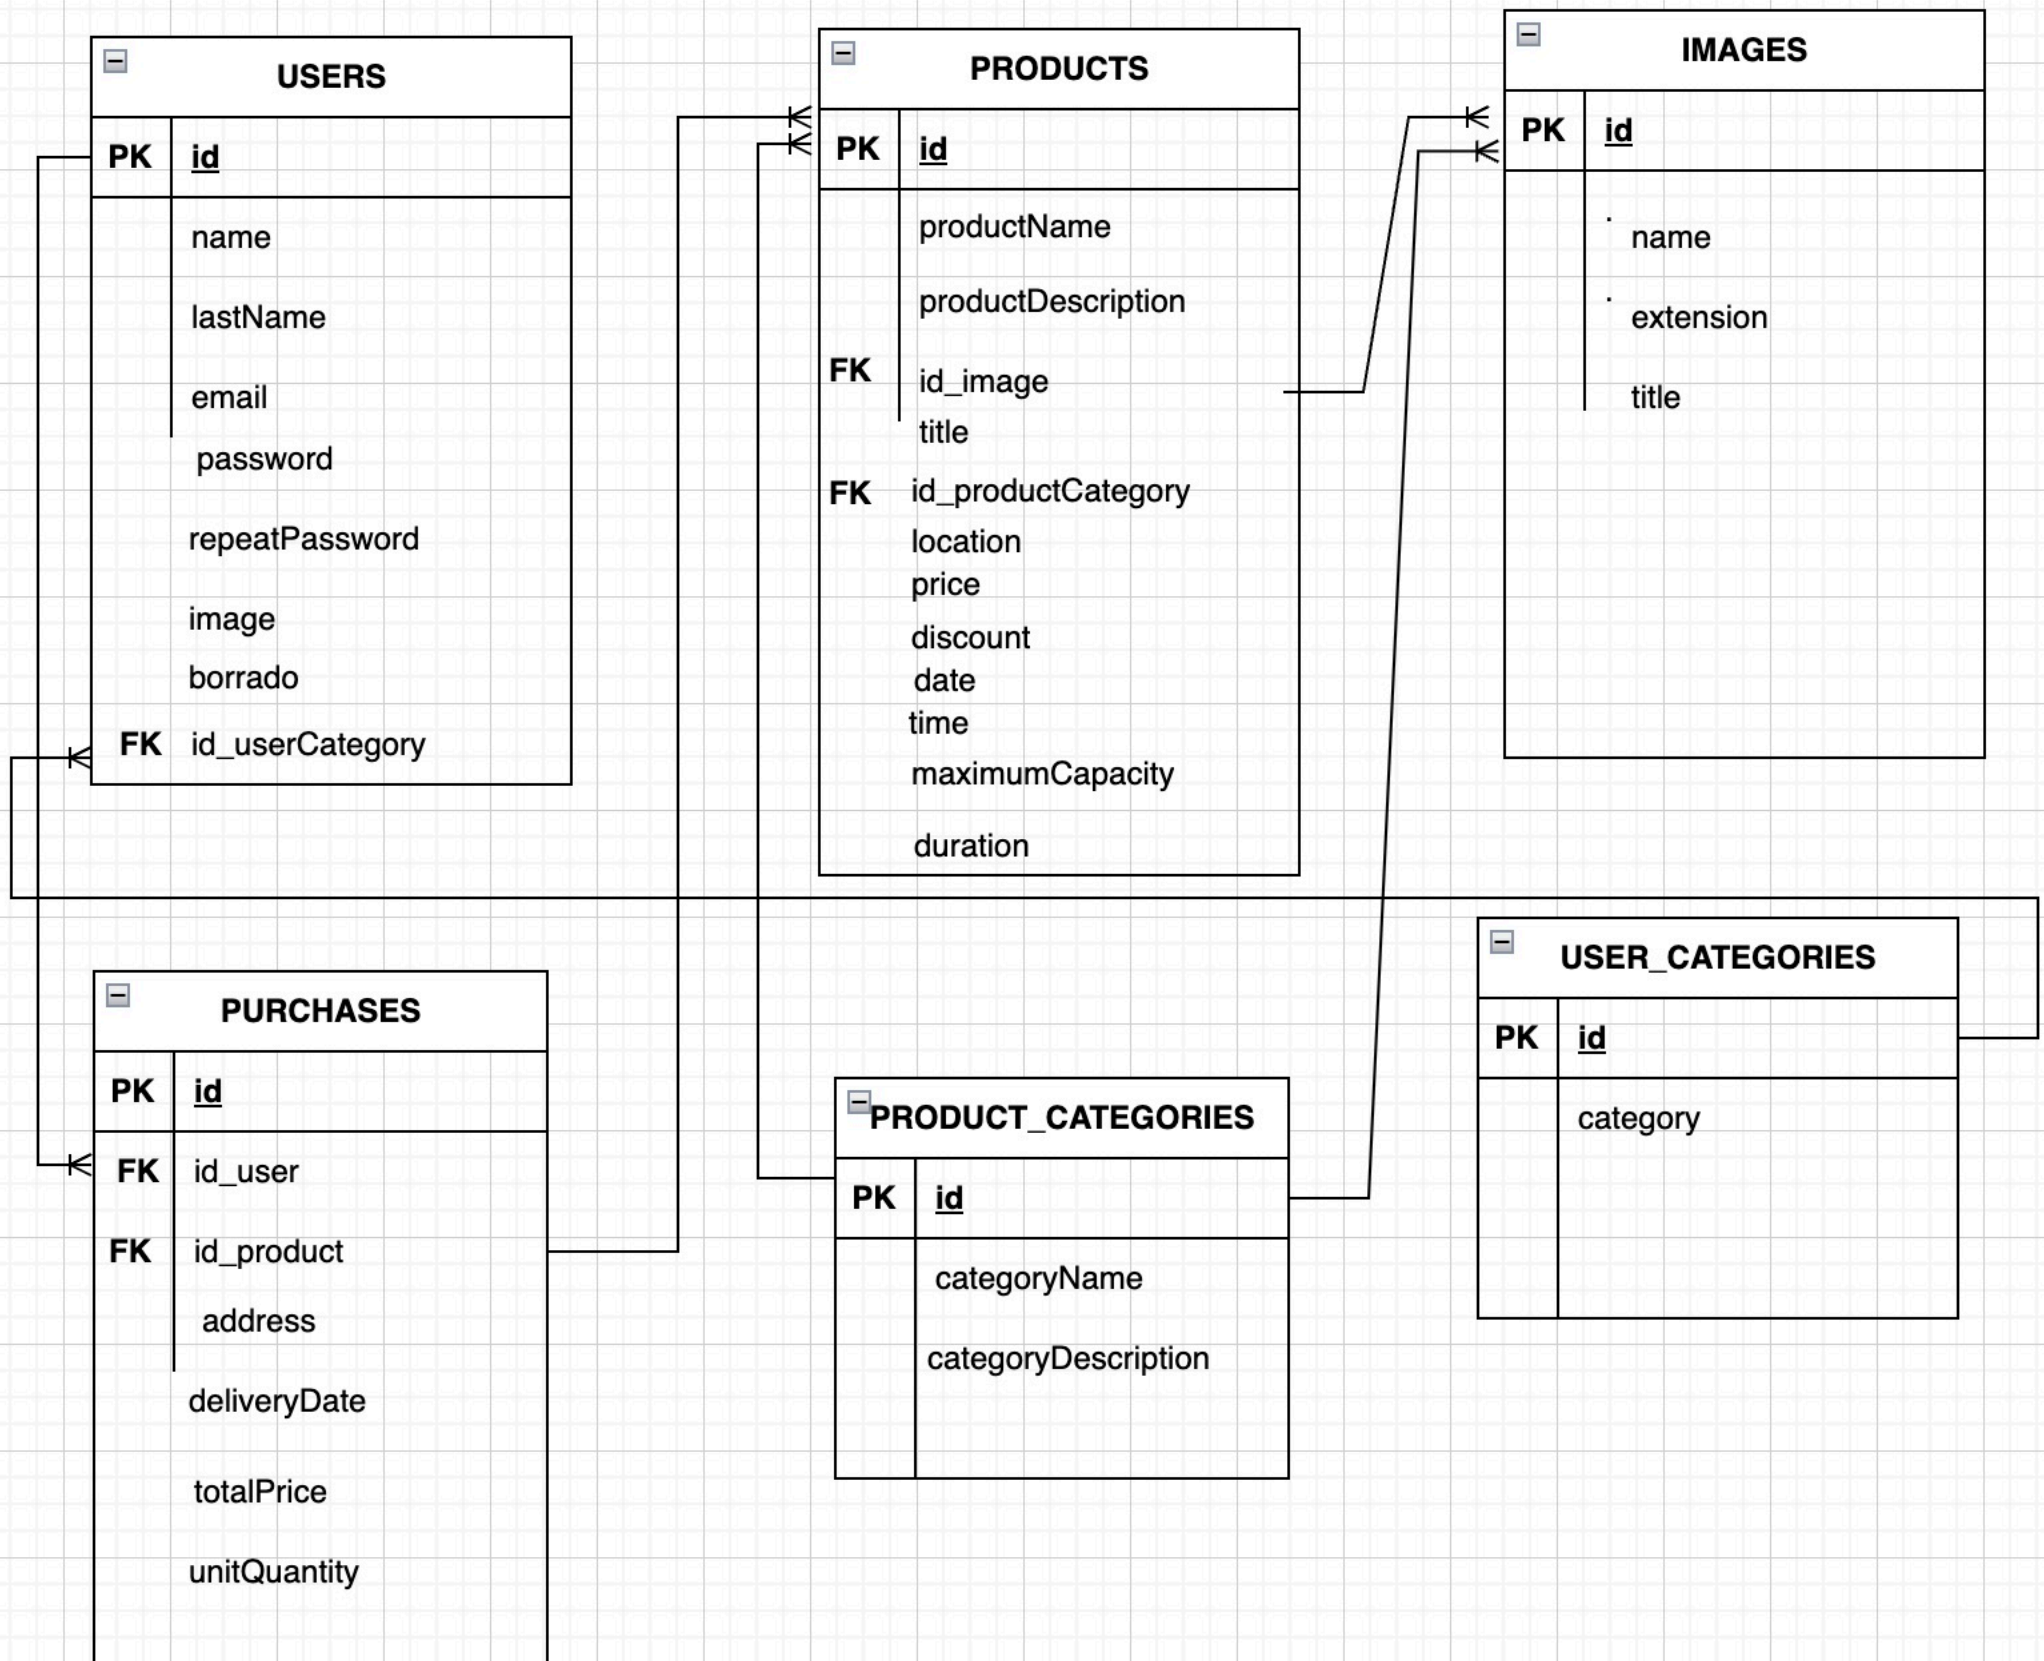 USERS
PK id
name
lastName
email
password
repeatPassword
image
borrado
FK id_userCategory
PRODUCTS
PK id
productName
productDescription
FK id_image
title
FK id_productCategory
location
price
discount
date
time
maximumCapacity
duration
IMAGES
PK id
name
extension
title
PURCHASES
PK id
FK id_user
FK id_product
address
deliveryDate
totalPrice
unitQuantity
PRODUCT_CATEGORIES
PK id
categoryName
categoryDescription
USER_CATEGORIES
PK id
category